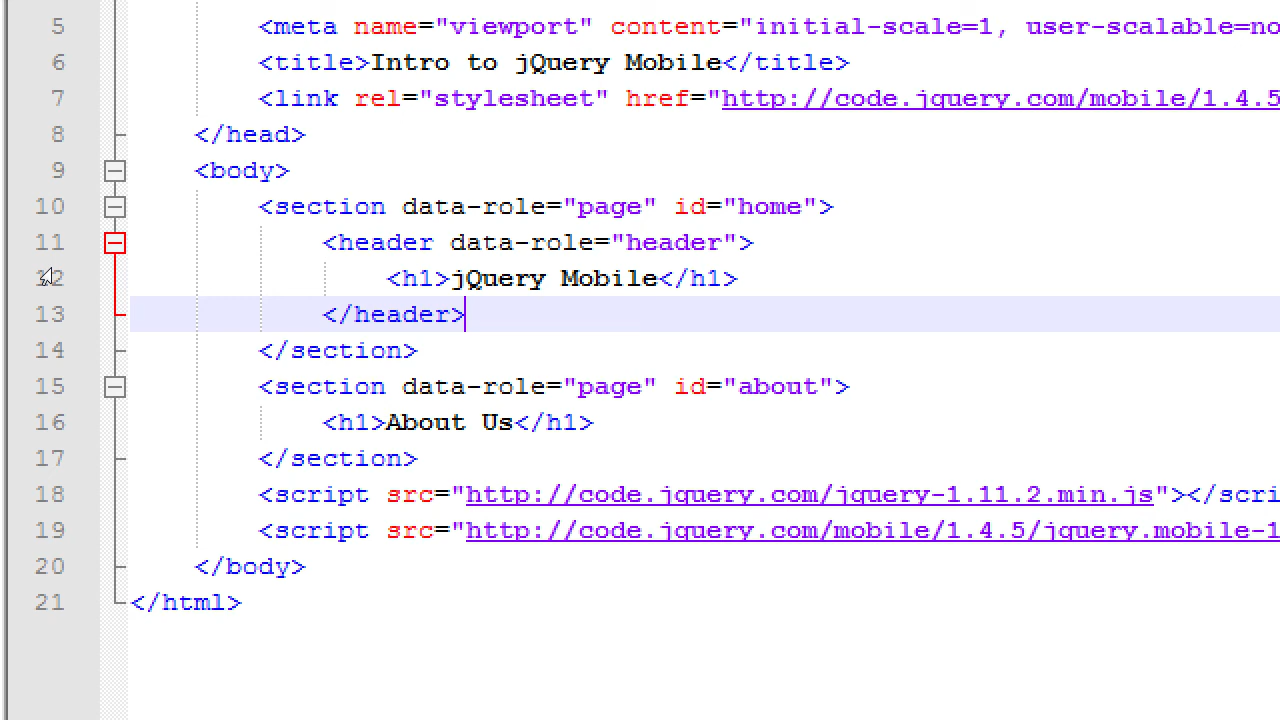 5 <meta name="viewport" content="initial-scale=1, user-scalable=no
6 <title>Intro to jQuery Mobile</title>
7 <link rel="stylesheet" href="http://code.jquery.com/mobile/1.4.5
8 </head>
9 <body>
10 <section data-role="page" id="home">
11 <header data-role="header">
12 <h1>jQuery Mobile</h1>
13 </header>
14 </section>
15 <section data-role="page" id="about">
16 <h1>About Us</h1>
17 </section>
18 <script src="http://code.jquery.com/jquery-1.11.2.min.js"></scri
19 <script src="http://code.jquery.com/mobile/1.4.5/jquery.mobile-1
20 </body>
21 </html>